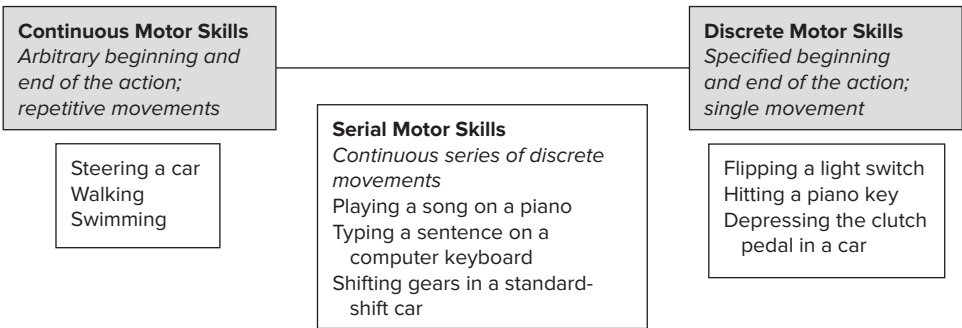 Continuous Motor Skills
Arbitrary beginning and
end of the action;
repetitive movements
Steering a car
Walking
Swimming
Serial Motor Skills
Continuous series of discrete
movements
Playing a song on a piano
Typing a sentence on a
computer keyboard
Shifting gears in a standard-
shift car
Discrete Motor Skills
Specified beginning
and end of the action;
single movement
Flipping a light switch
Hitting a piano key
Depressing the clutch
pedal in a car